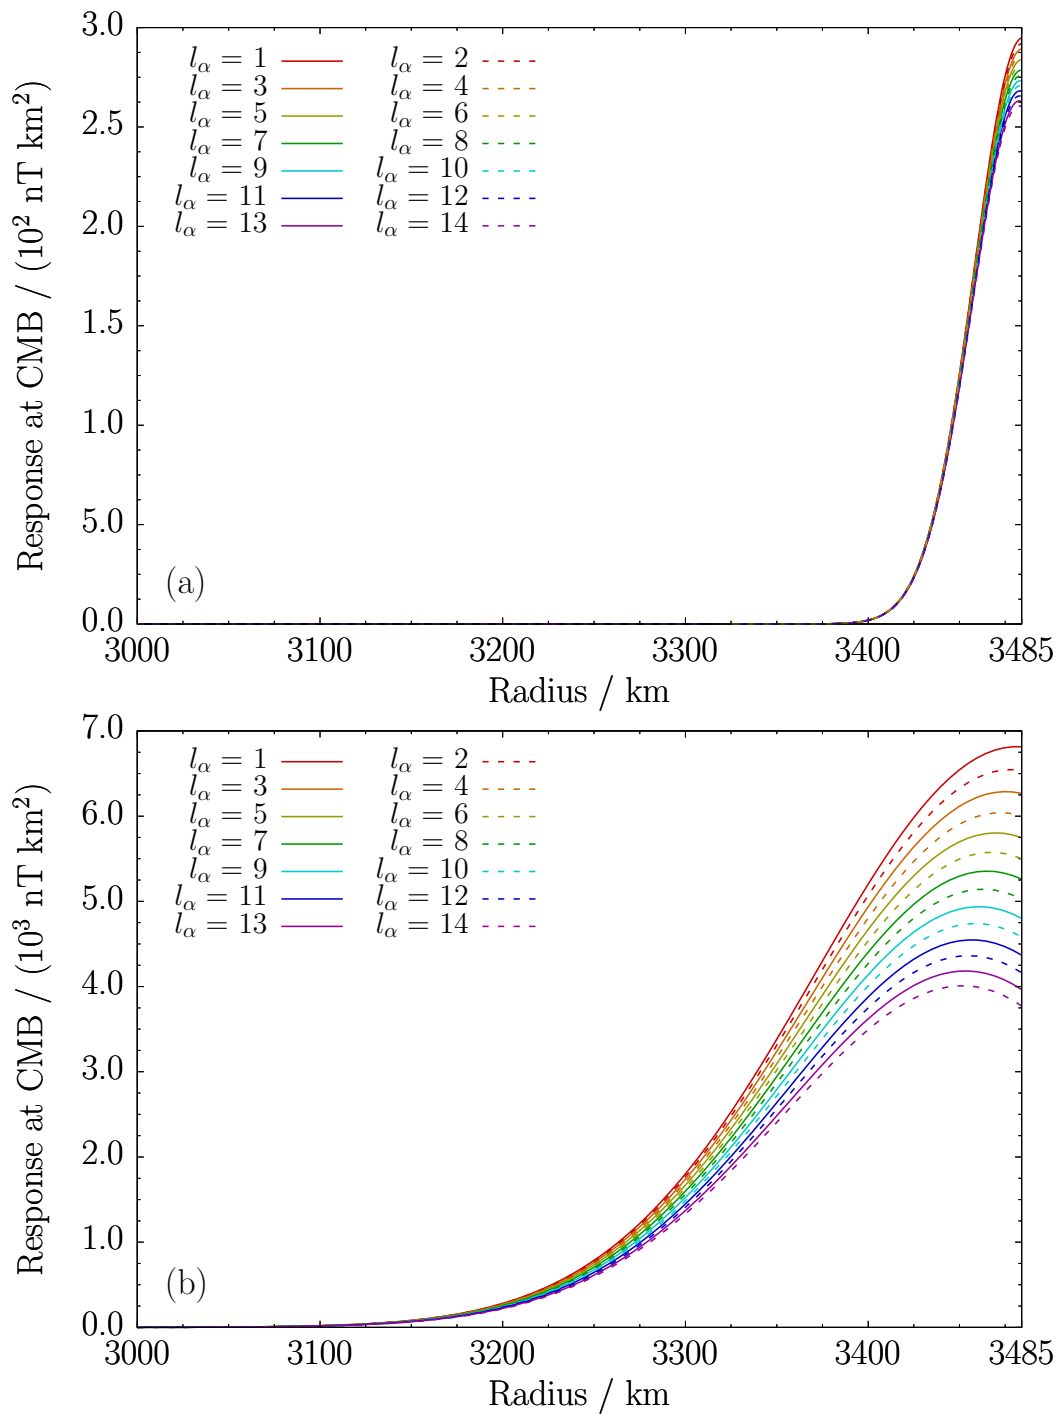 3.0
2.5
2.0
1.5
1.0
5.0
0.0
Response at CMB / (10² nT km²)
l_α = 1
l_α = 2
l_α = 3
l_α = 4
l_α = 5
l_α = 6
l_α = 7
l_α = 8
l_α = 9
l_α = 10
l_α = 11
l_α = 12
l_α = 13
l_α = 14
(a)
3000 3100 3200 3300 3400 3485
Radius / km
7.0
6.0
5.0
4.0
3.0
2.0
1.0
0.0
Response at CMB / (10³ nT km²)
l_α = 1
l_α = 2
l_α = 3
l_α = 4
l_α = 5
l_α = 6
l_α = 7
l_α = 8
l_α = 9
l_α = 10
l_α = 11
l_α = 12
l_α = 13
l_α = 14
(b)
3000 3100 3200 3300 3400 3485
Radius / km